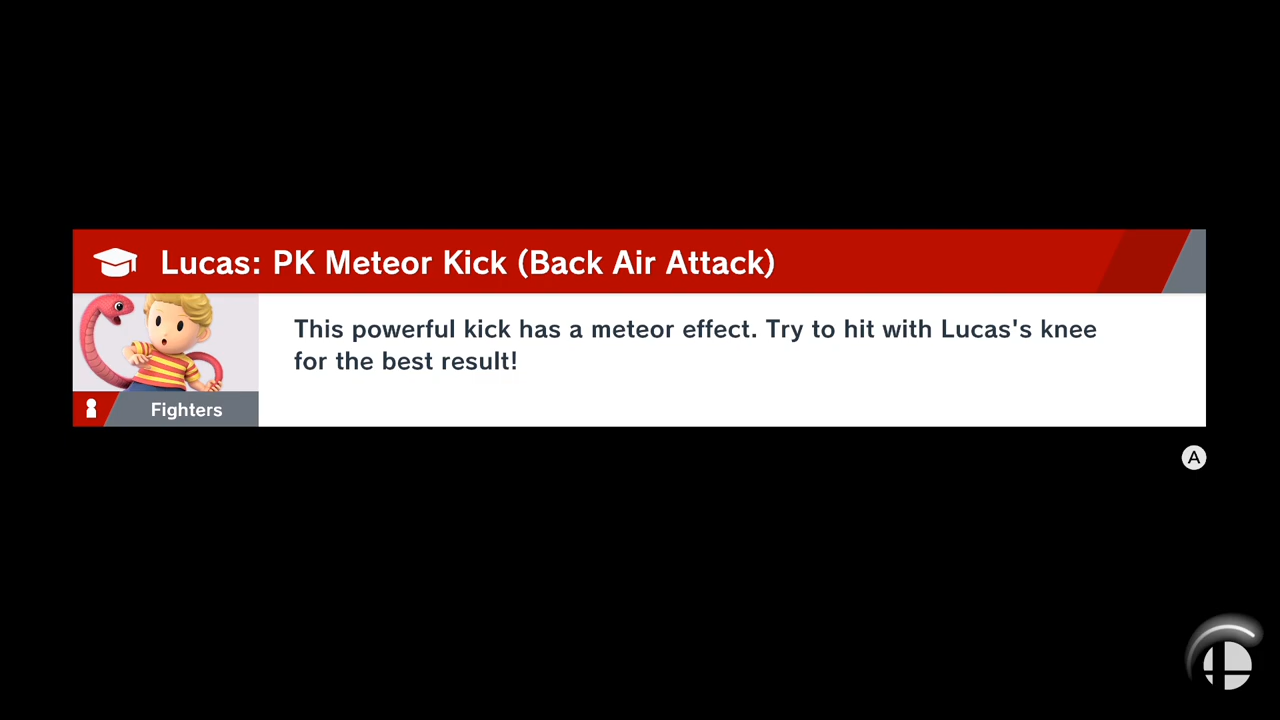 Lucas: PK Meteor Kick (Back Air Attack)
This powerful kick has a meteor effect. Try to hit with Lucas's knee
for the best result!
Fighters
A